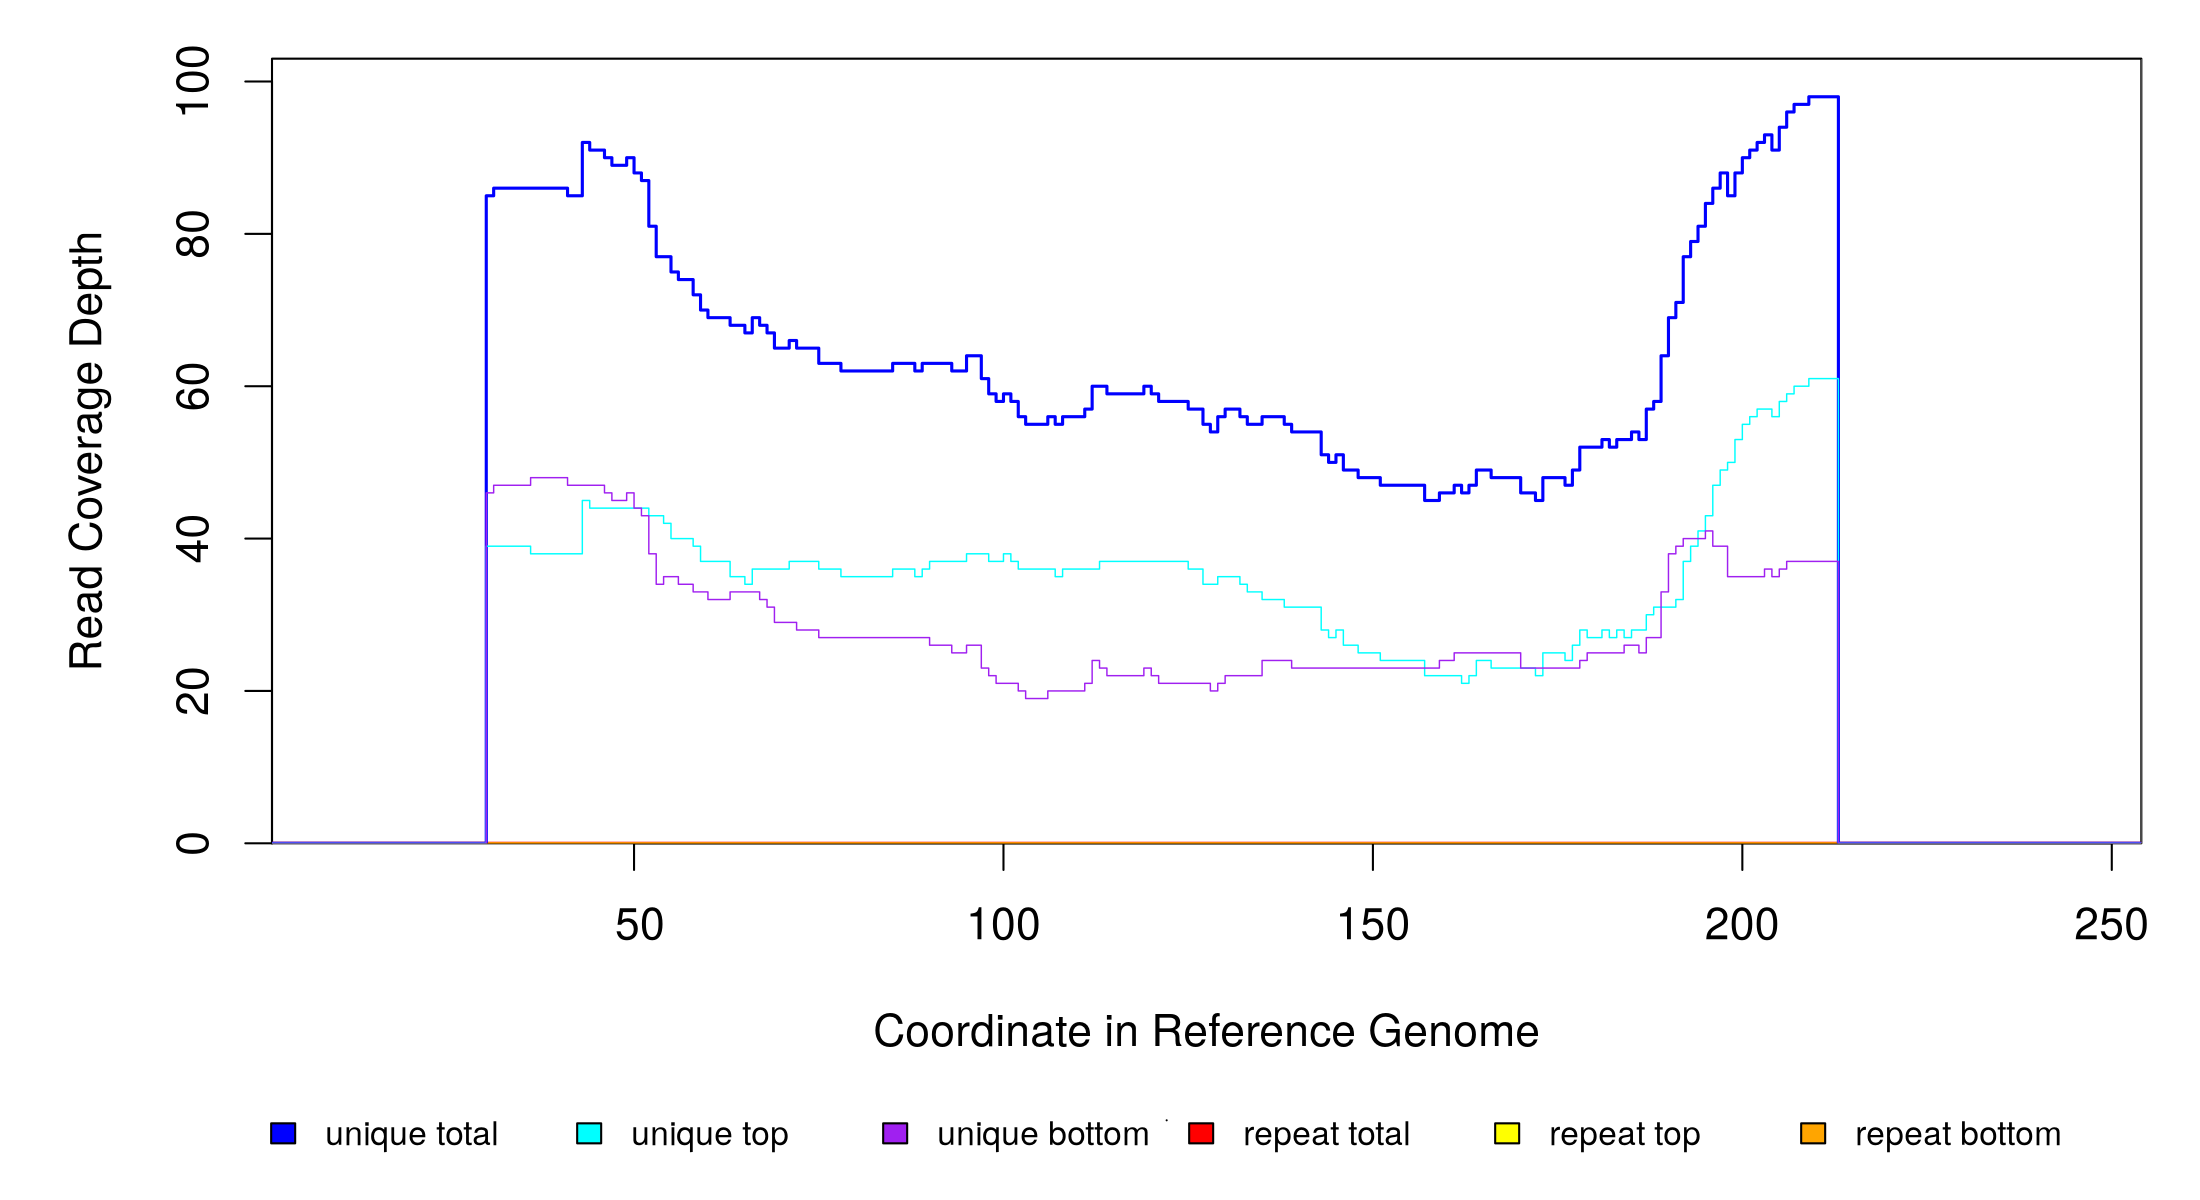 Read Coverage Depth
100
80
60
40
20
0
50 100 150 200 250
Coordinate in Reference Genome
unique total unique top unique bottom repeat total repeat top repeat bottom